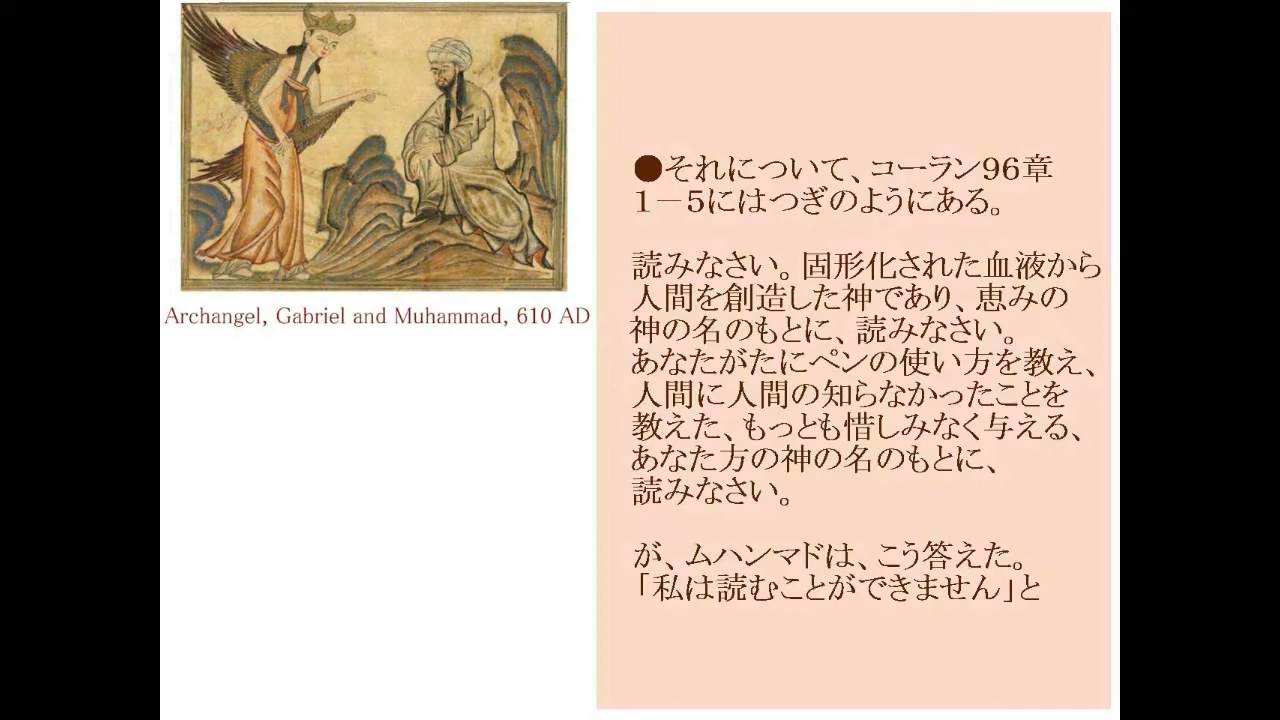 Archangel, Gabriel and Muhammad, 610 AD
●それについて、コーラン96章
1－5にはつぎのようにある。
読みなさい。固形化された血液から
人間を創造した神であり、恵みの
神の名のもとに、読みなさい。
あなたがたにペンの使い方を教え、
人間に人間の知らなかったことを
教えた、もっとも惜しみなく与える、
あなた方の神の名のもとに、
読みなさい。
が、ムハンマドは、こう答えた。
「私は読むことができません」と